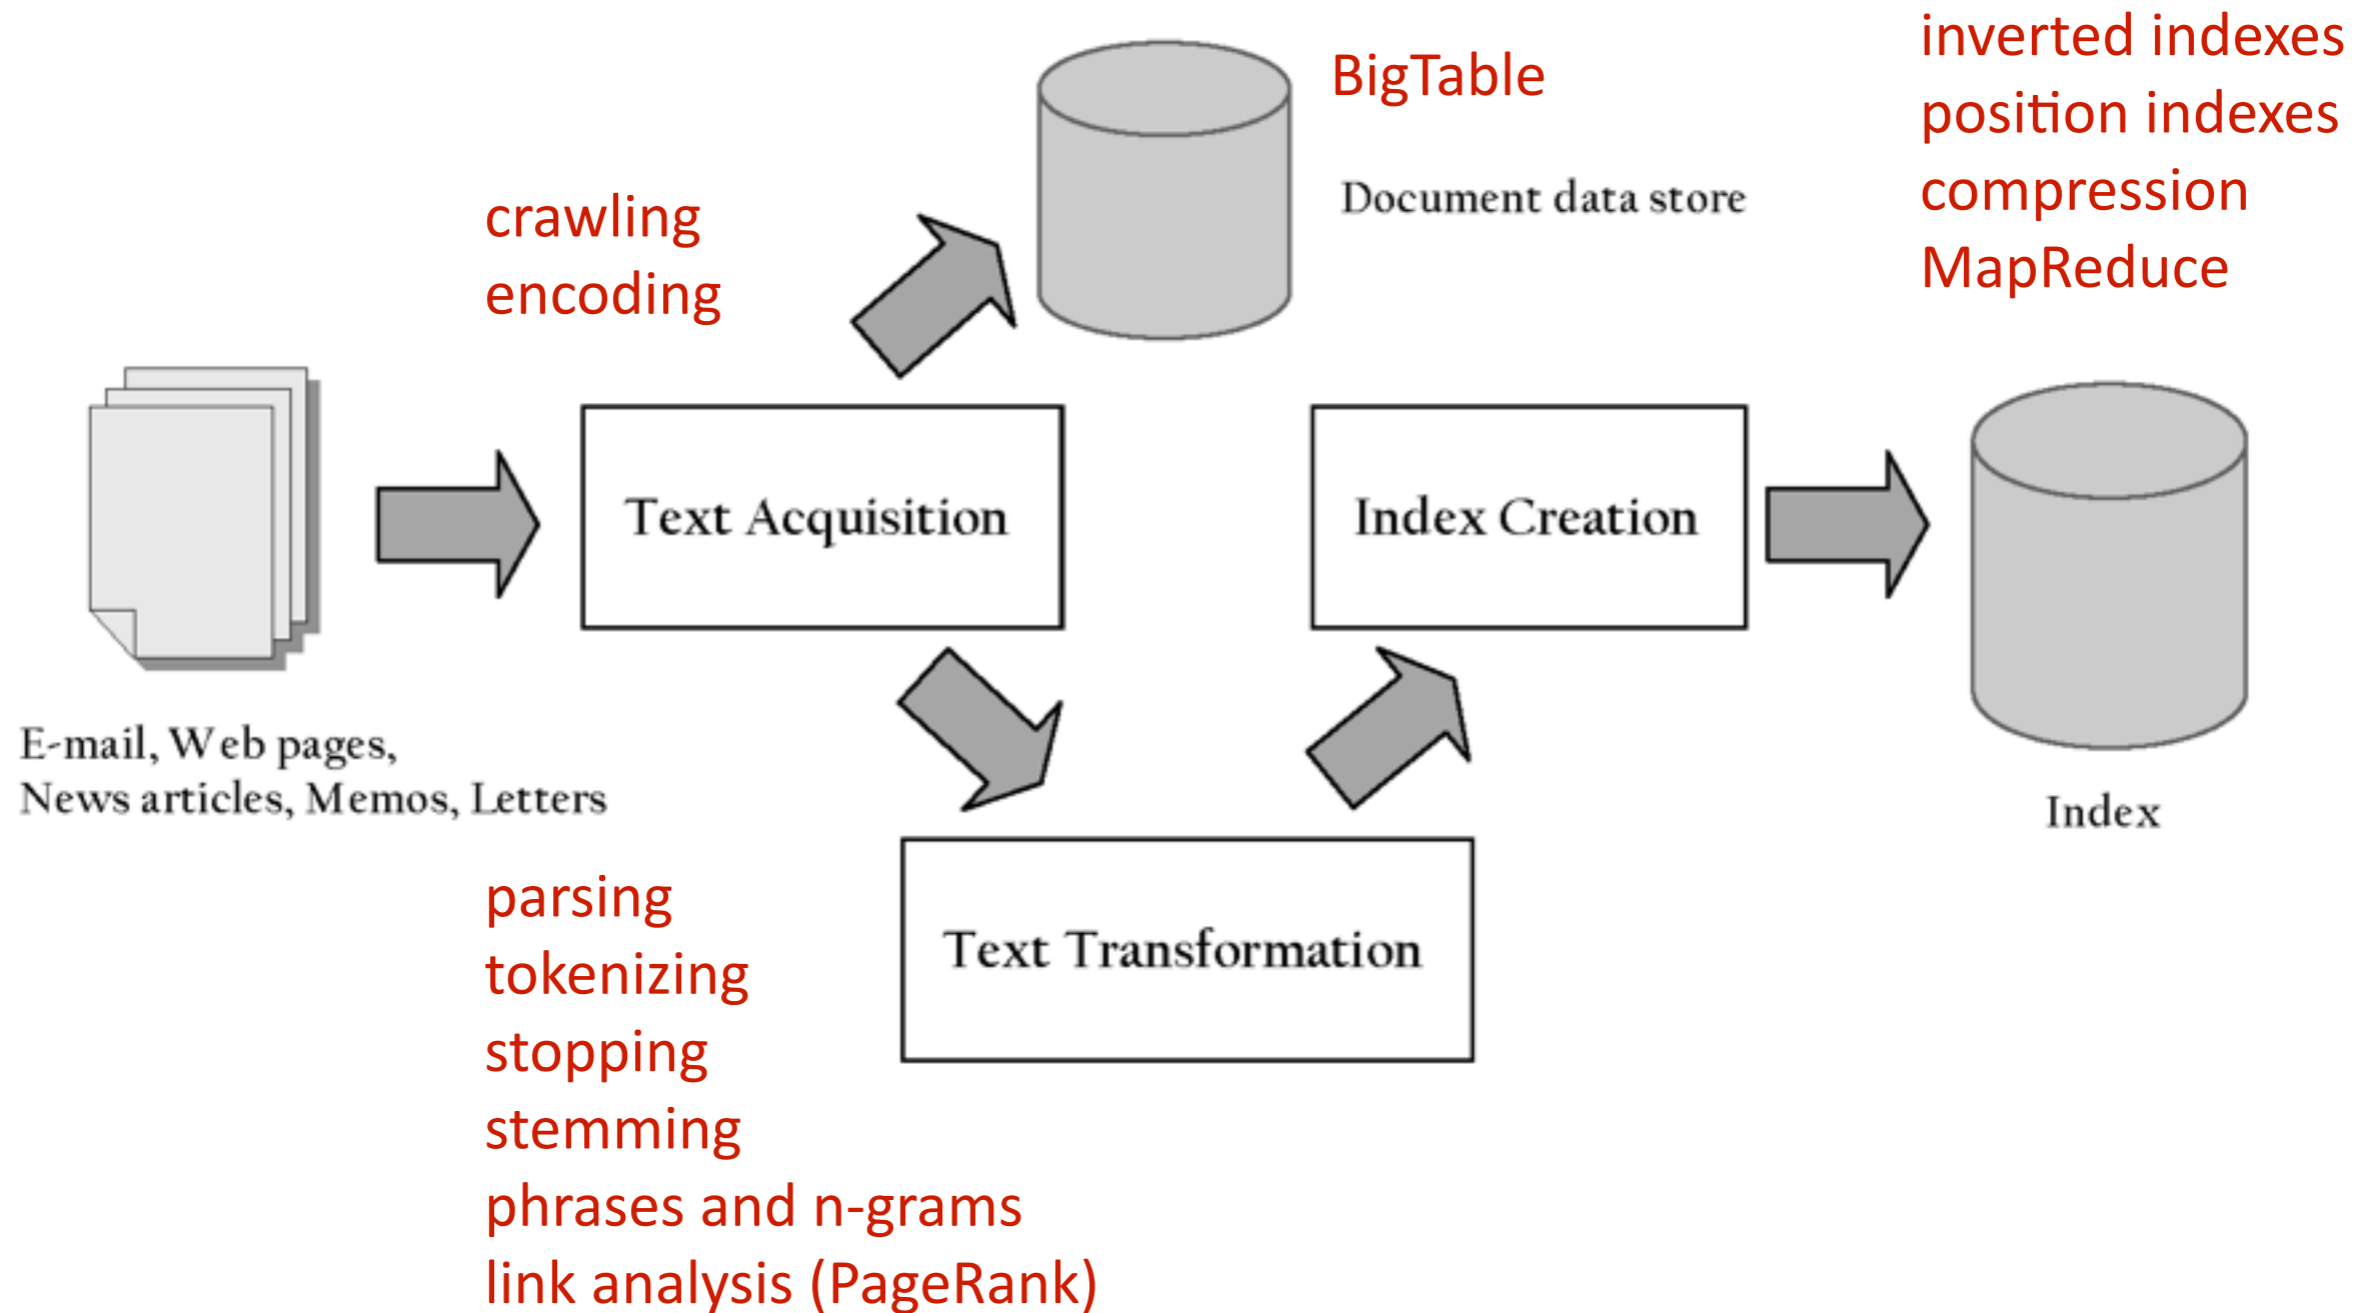 inverted indexes
position indexes
compression
MapReduce
BigTable
Document data store
crawling
encoding
Text Acquisition
Index Creation
E-mail, Web pages,
News articles, Memos, Letters
Index
parsing
tokenizing
stopping
stemming
phrases and n-grams
link analysis (PageRank)
Text Transformation